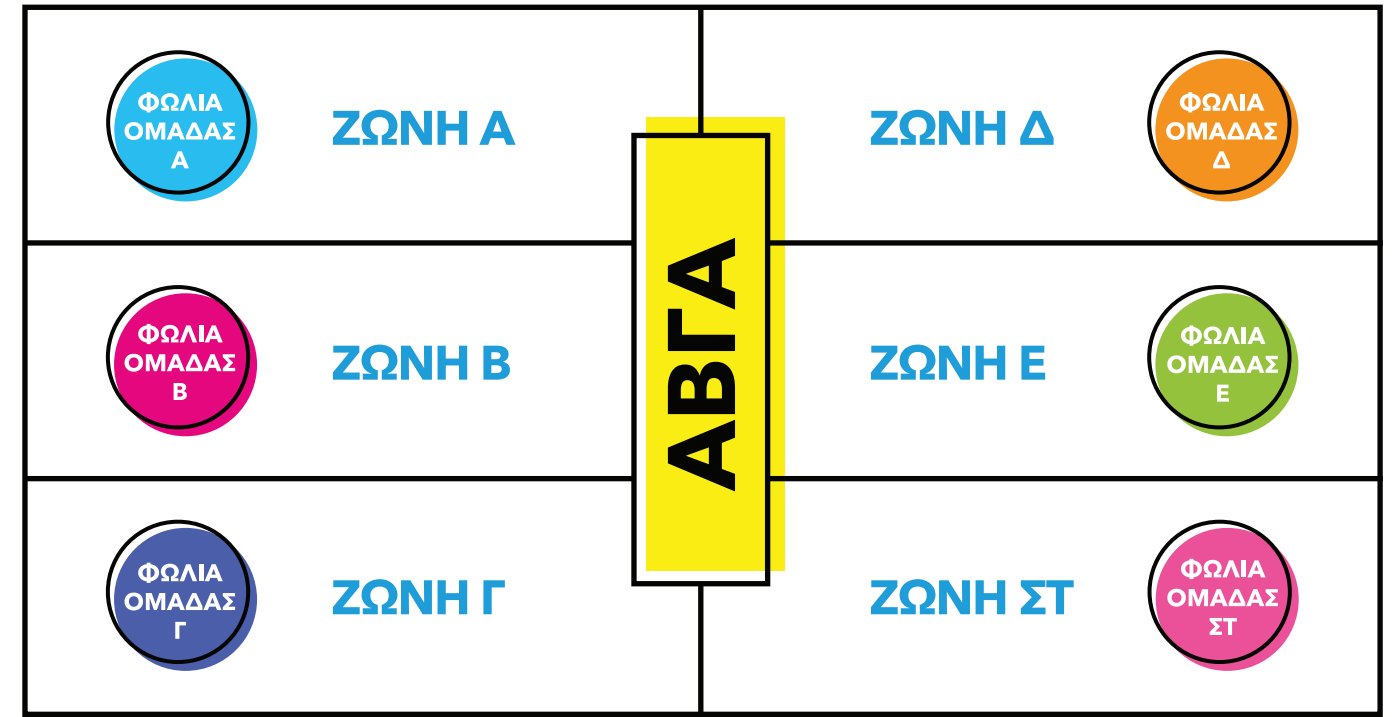 ΦΩΛΙΑ
ΟΜΑΔΑΣ
Α
ΖΩΝΗ Α
ΖΩΝΗ Δ
ΦΩΛΙΑ
ΟΜΑΔΑΣ
Δ
ΑΒΓΑ
ΦΩΛΙΑ
ΟΜΑΔΑΣ
Β
ΖΩΝΗ Β
ΖΩΝΗ Ε
ΦΩΛΙΑ
ΟΜΑΔΑΣ
Ε
ΦΩΛΙΑ
ΟΜΑΔΑΣ
Γ
ΖΩΝΗ Γ
ΖΩΝΗ ΣΤ
ΦΩΛΙΑ
ΟΜΑΔΑΣ
ΣΤ